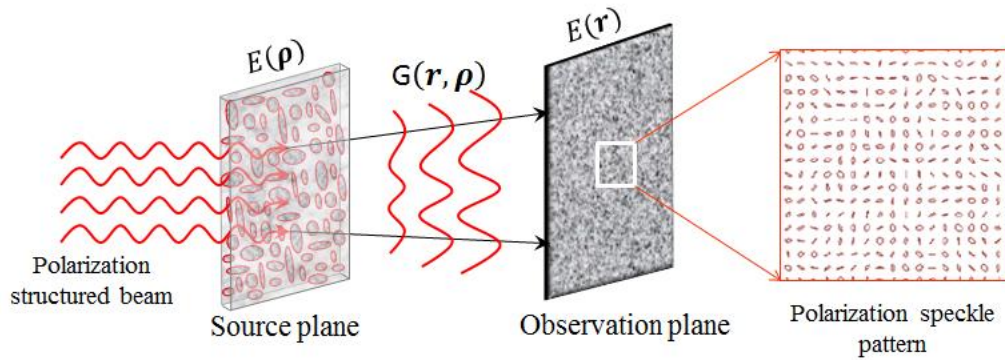 E(ρ)
G(r, ρ)
E(r)
Polarization
structured beam
Source plane
Observation plane
Polarization speckle
pattern